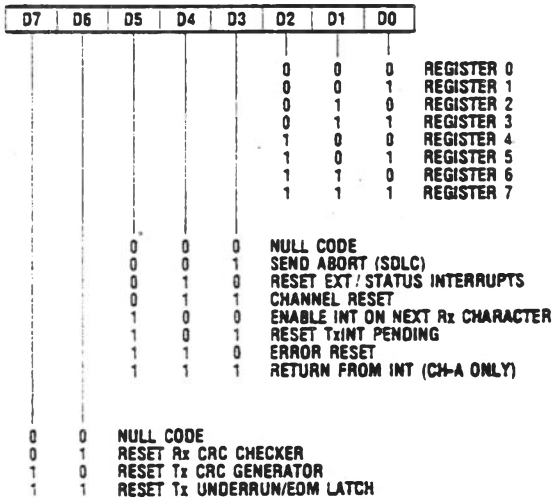 D7 D6 D5 D4 D3 D2 D1 D0
0 0 0 REGISTER 0
0 0 1 REGISTER 1
0 1 0 REGISTER 2
0 1 1 REGISTER 3
1 0 0 REGISTER 4
1 0 1 REGISTER 5
1 1 0 REGISTER 6
1 1 1 REGISTER 7
0 0 0 NULL CODE
0 0 1 SEND ABORT (SDLC)
0 1 0 RESET EXT / STATUS INTERRUPTS
0 1 1 CHANNEL RESET
1 0 0 ENABLE INT ON NEXT Rx CHARACTER
1 0 1 RESET TxINT PENDING
1 1 0 ERROR RESET
1 1 1 RETURN FROM INT (CH-A ONLY)
0 0 NULL CODE
0 1 RESET Rx CRC CHECKER
1 0 RESET Tx CRC GENERATOR
1 1 RESET Tx UNDERRUN/EOM LATCH